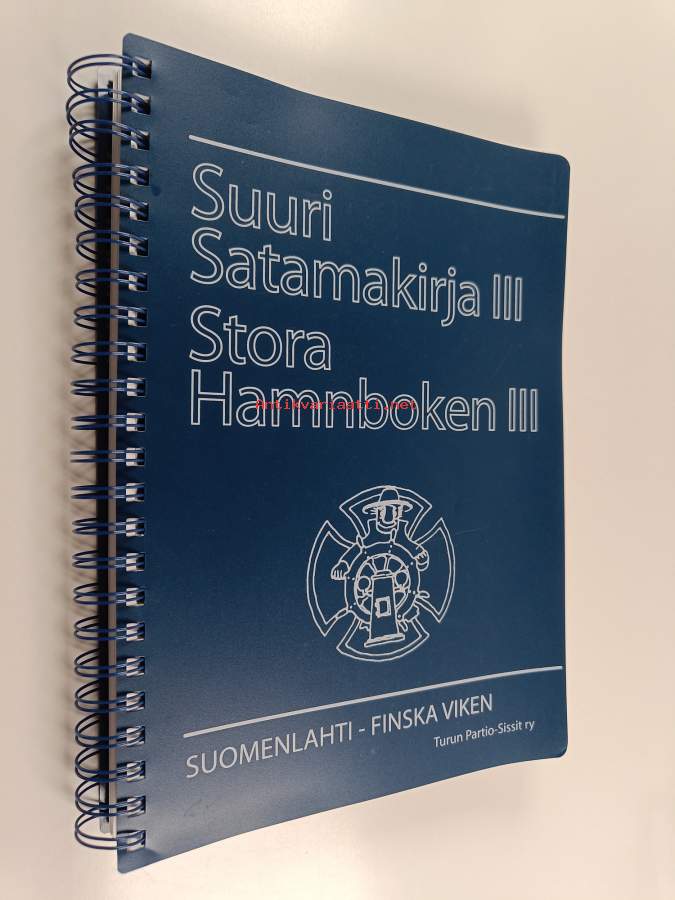 Suuri
Satamakirja III
Stora
Hamnboken III
Antikvariaatti.net
SUOMENLAHTI - FINSKA VIKEN
Turun Partio-Sissit ry